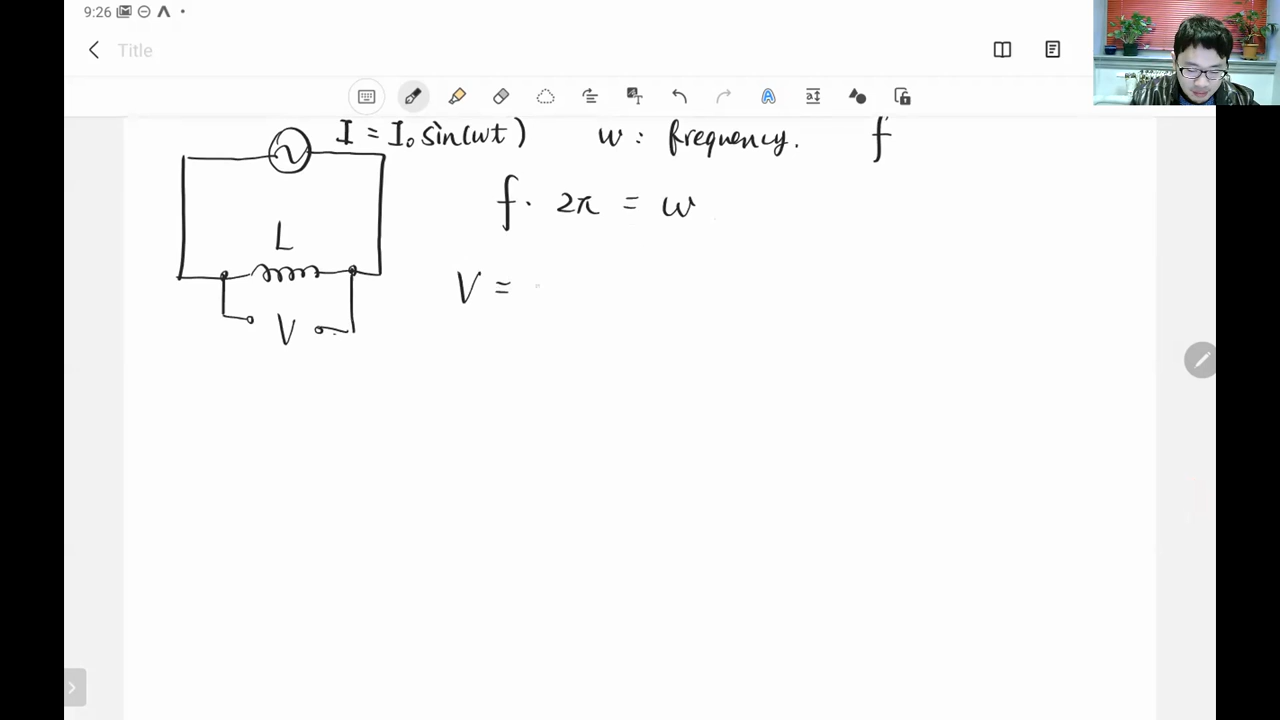 9:26
Title
I = I₀ sin(wt) w : frequency. f
f · 2π = w
L
V =
V